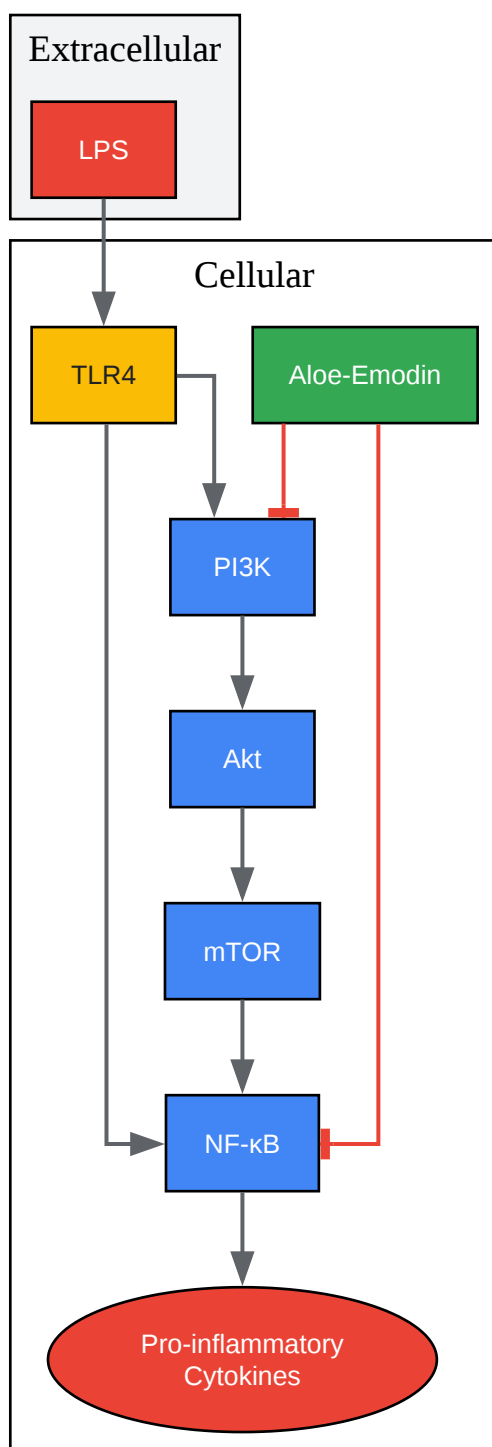 Extracellular
LPS
Cellular
TLR4
Aloe-Emodin
PI3K
Akt
mTOR
NF-κB
Pro-inflammatory
Cytokines